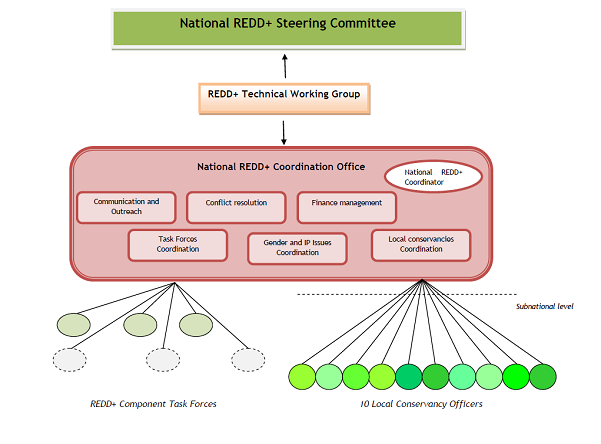 National REDD+ Steering Committee
REDD+ Technical Working Group
National REDD+ Coordination Office
National REDD+
Coordinator
Communication and
Outreach
Conflict resolution
Finance management
Task Forces
Coordination
Gender and IP Issues
Coordination
Local conservancies
Coordination
Subnational level
REDD+ Component Task Forces
10 Local Conservancy Officers